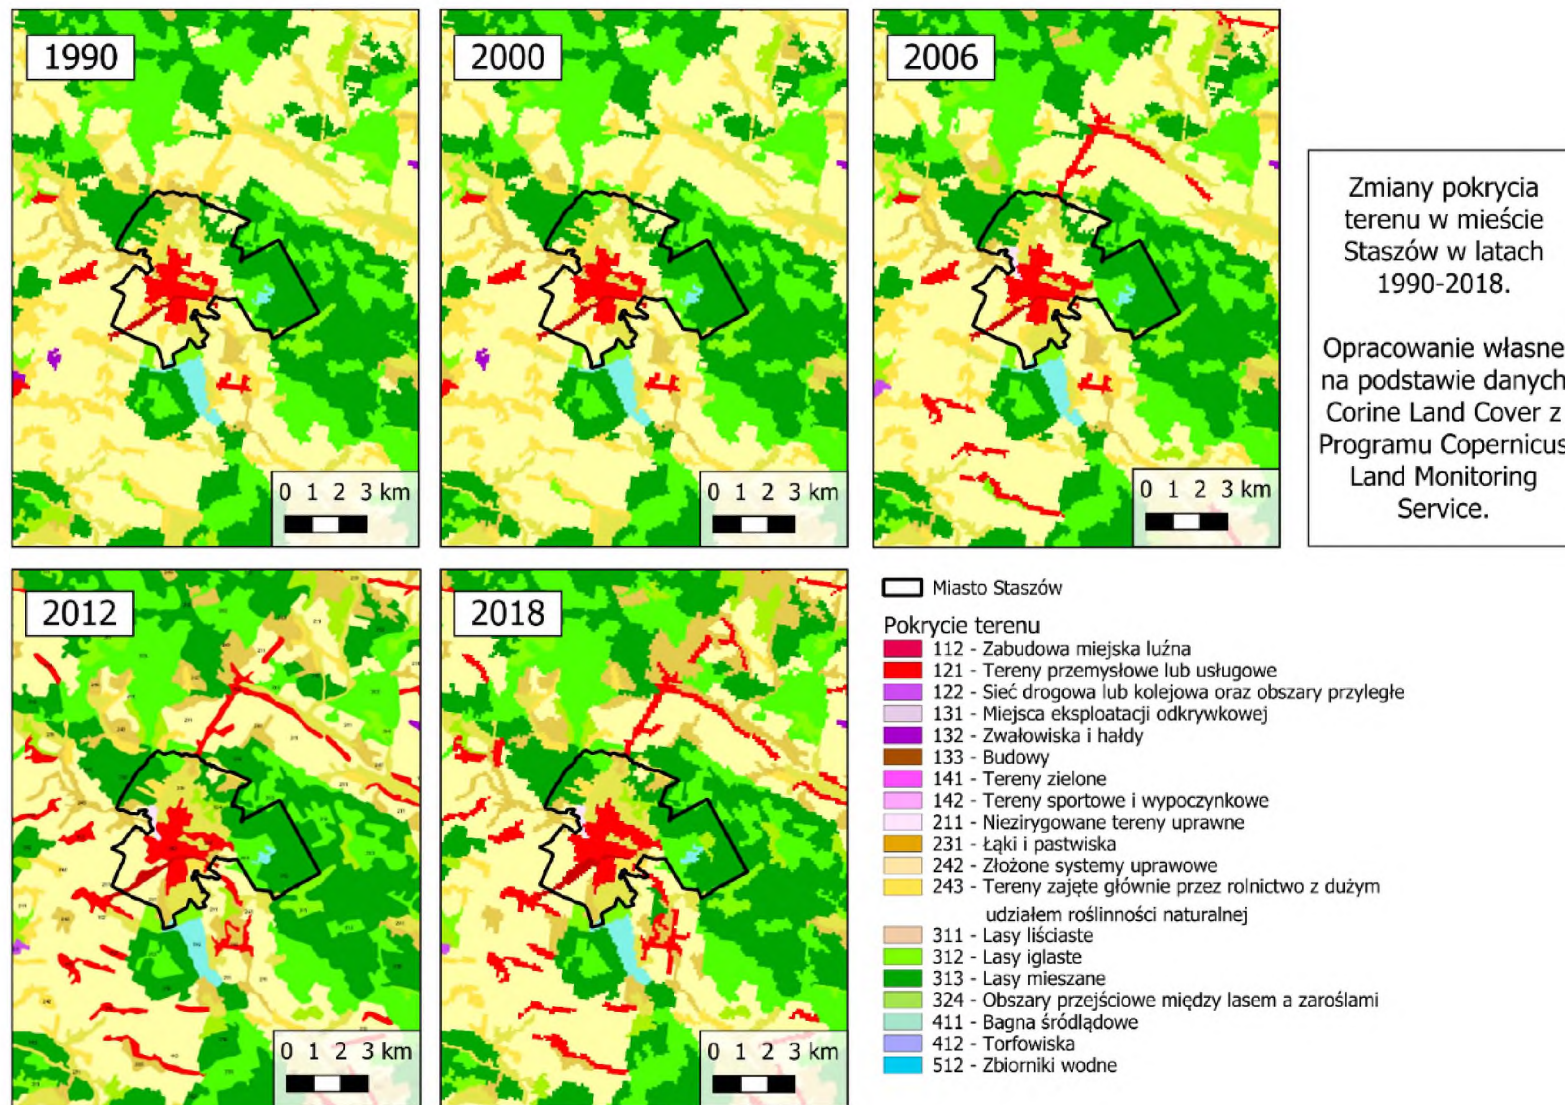 1990
2000
2006
0 1 2 3 km
0 1 2 3 km
0 1 2 3 km
Zmiany pokrycia
terenu w mieście
Staszów w latach
1990-2018.
Opracowanie własne
na podstawie danych
Corine Land Cover z
Programu Copernicus
Land Monitoring
Service.
2012
2018
0 1 2 3 km
0 1 2 3 km
Miasto Staszów
Pokrycie terenu
112 - Zabudowa miejska luźna
121 - Tereny przemysłowe lub usługowe
122 - Sieć drogowa lub kolejowa oraz obszary przyległe
131 - Miejsca eksploatacji odkrywkowej
132 - Zwałowiska i hałdy
133 - Budowy
141 - Tereny zielone
142 - Tereny sportowe i wypoczynkowe
211 - Niezirygowane tereny uprawne
231 - Łąki i pastwiska
242 - Złożone systemy uprawowe
243 - Tereny zajęte głównie przez rolnictwo z dużym
udziałem roślinności naturalnej
311 - Lasy liściaste
312 - Lasy iglaste
313 - Lasy mieszane
324 - Obszary przejściowe między lasem a zaroślami
411 - Bagna śródlądowe
412 - Torfowiska
512 - Zbiorniki wodne